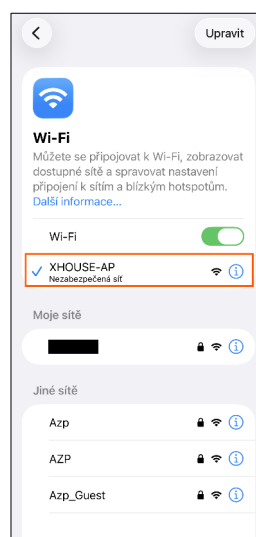 Upravit
Wi-Fi
Můžete se připojovat k Wi-Fi, zobrazovat
dostupné sítě a spravovat nastavení
připojení k sítím a blízkým hotspotům.
Další informace...
Wi-Fi
XHOUSE-AP
Nezabezpečená síť
Moje sítě
Jiné sítě
Azp
AZP
Azp_Guest